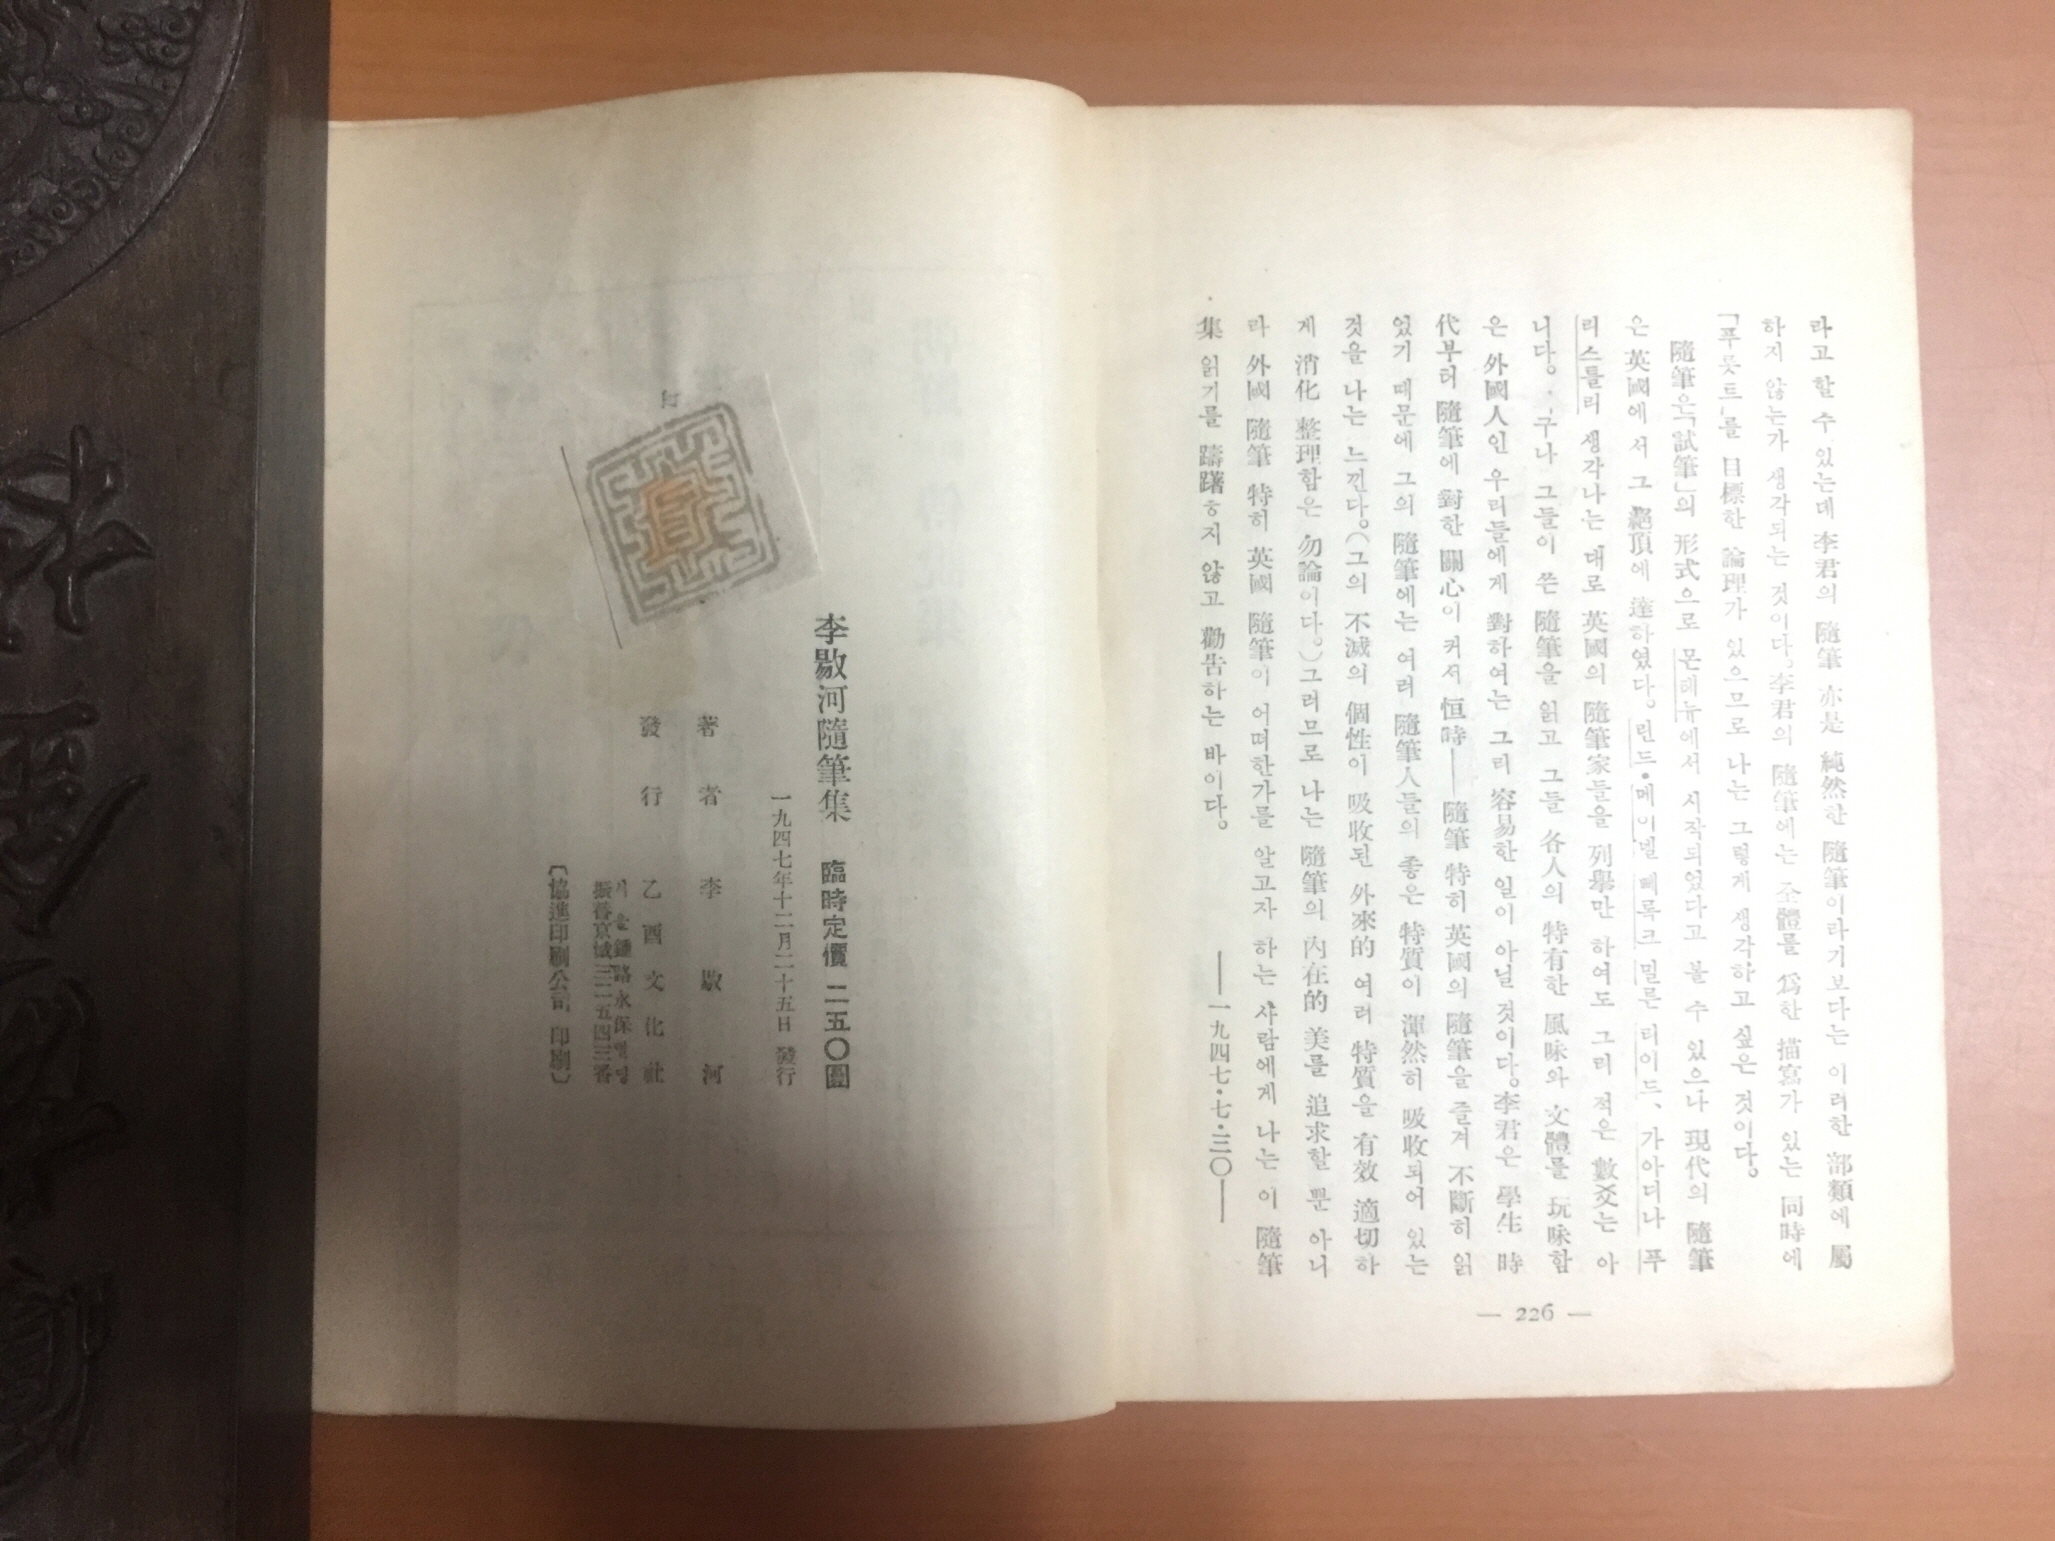 라고 할 수 있는데 李君의 隨筆 亦是 純然한 隨筆이라기보다는 이러한 部類에 屬
하지 않는가 생각되는 것이다。李君의 隨筆에는 全體를 爲한 描寫가 있는 同時에
「푸롯트」를 目標한 論理가 있으므로 나는 그렇게 생각하고 싶은 것이다。
隨筆은「試筆」의 形式으로 몬테뉴에서 시작되었다고 볼 수 있으나 現代의 隨筆
은 英國에서 그 絶頂에 達하였다。린드•메이넬 삐록크 밀른 티이드、가아디나 푸
리스틀리 생각나는 대로 英國의 隨筆家들을 列擧만 하여도 그리 적은 數爻는 아
니다。구나 그들이 쓴 隨筆을 읽고 그들 各人의 特有한 風味와 文體를 玩味함
은 外國人인 우리들에게 對하여는 그리 容易한 일이 아닐 것이다。李君은 學生 時
代부터 隨筆에 對한 關心이 커서 恒時——隨筆 特히 英國의 隨筆을 즐겨 不斷히 읽
었기 때문에 그의 隨筆에는 여러 隨筆人들의 좋은 特質이 渾然히 吸收되어 있는
것을 나는 느낀다。(그의 不滅의 個性이 吸收된 外來的 여러 特質을 有效 適切하
게 消化 整理함은 勿論이다。)그러므로 나는 隨筆의 內在的 美를 追求할 뿐 아니
라 外國 隨筆 特히 英國 隨筆이 어떠한가를 알고자 하는 사람에게 나는 이 隨筆
集 읽기를 躊躇ㅎ지 않고 勸告하는 바이다。
——一九四七•七•三〇——
— 226 —
李敭河隨筆集 臨時定價 二五〇圓
一九四七年十二月二十五日 發行
著者 李敭河
發行 乙酉文化社
서울 鍾路永保빌딩
振替京城三二五四三番
〔協進印刷公司 印刷〕